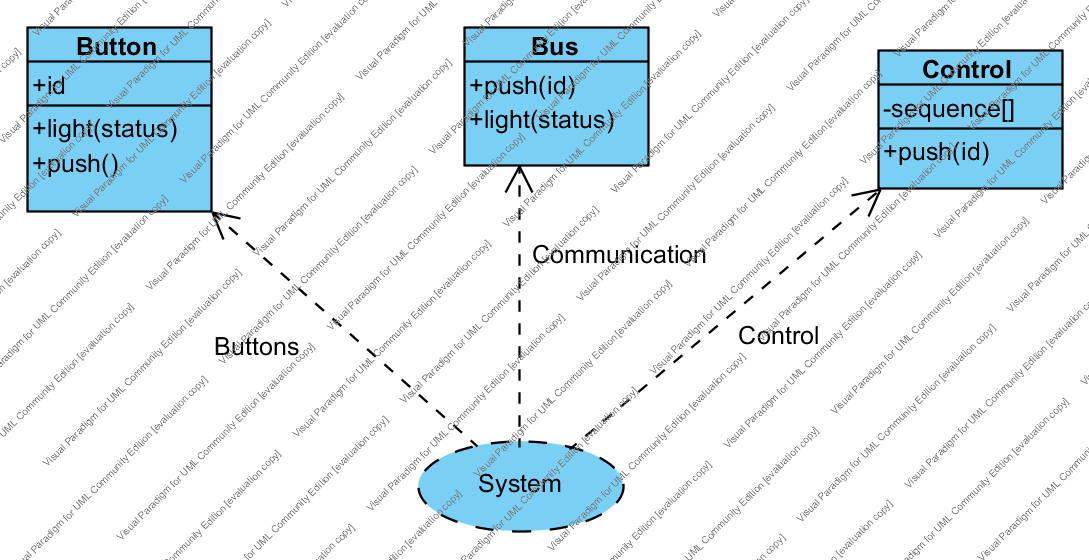 Button
+id
+light(status)
+push()
Bus
+push(id)
+light(status)
Control
-sequence[]
+push(id)
Communication
Control
Buttons
System
Visual Paradigm for UML Community Edition [evaluation copy]